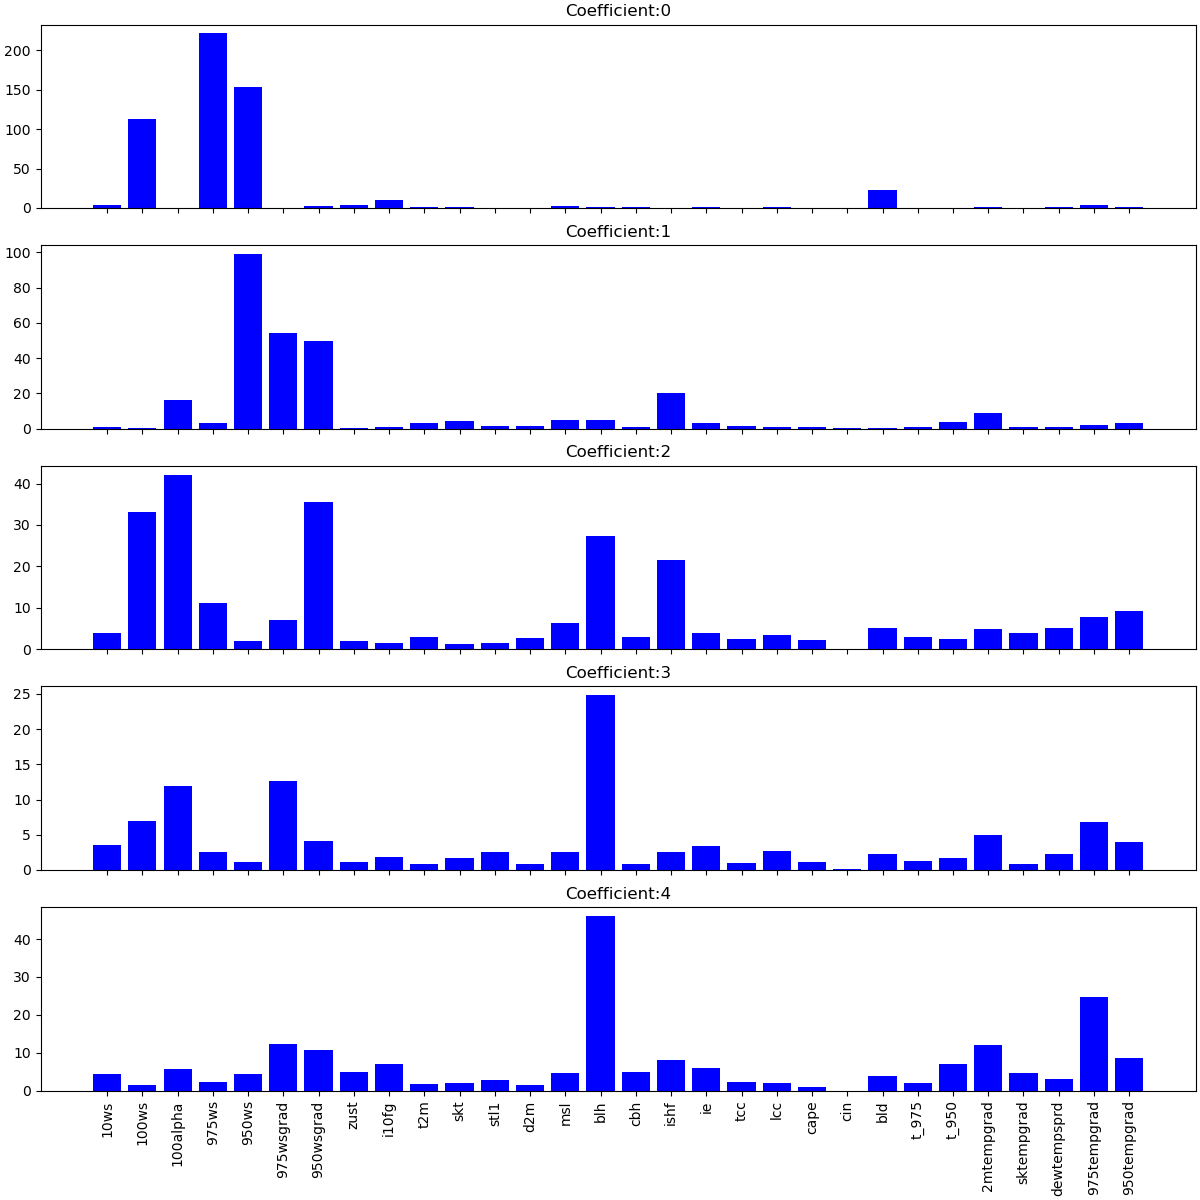 Coefficient:0
200
150
100
50
0
Coefficient:1
100
80
60
40
20
0
Coefficient:2
40
30
20
10
0
Coefficient:3
25
20
15
10
5
0
Coefficient:4
40
30
20
10
0
10ws
100ws
100alpha
975ws
950ws
975wsgrad
950wsgrad
zust
i10fg
t2m
skt
stl1
d2m
msl
blh
cbh
ishf
ie
tcc
lcc
cape
cin
bld
t_975
t_950
2mtempgrad
sktempgrad
dewtempsprd
975tempgrad
950tempgrad